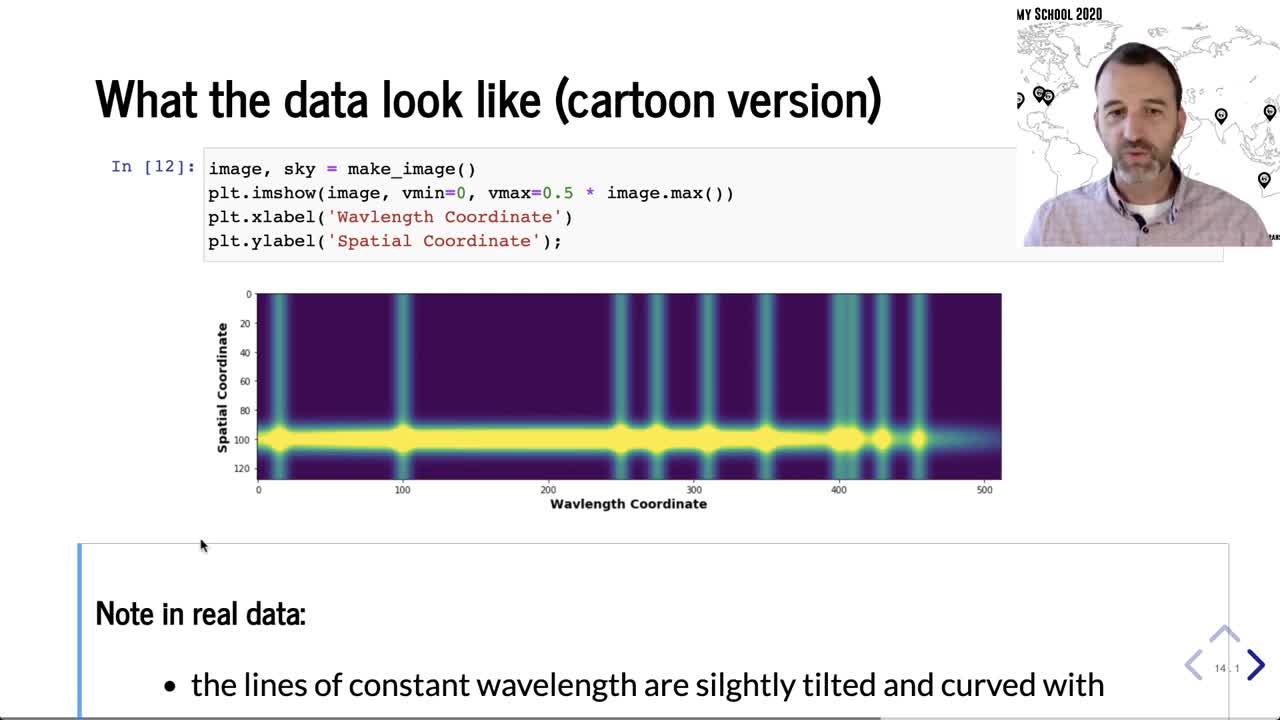 MY SCHOOL 2020
What the data look like (cartoon version)
In [12]:
image, sky = make_image()
plt.imshow(image, vmin=0, vmax=0.5 * image.max())
plt.xlabel('Wavlength Coordinate')
plt.ylabel('Spatial Coordinate');
Spatial Coordinate
0
20
40
60
80
100
120
0 100 200 300 400 500
Wavlength Coordinate
Note in real data:
• the lines of constant wavelength are silghtly tilted and curved with
14.1